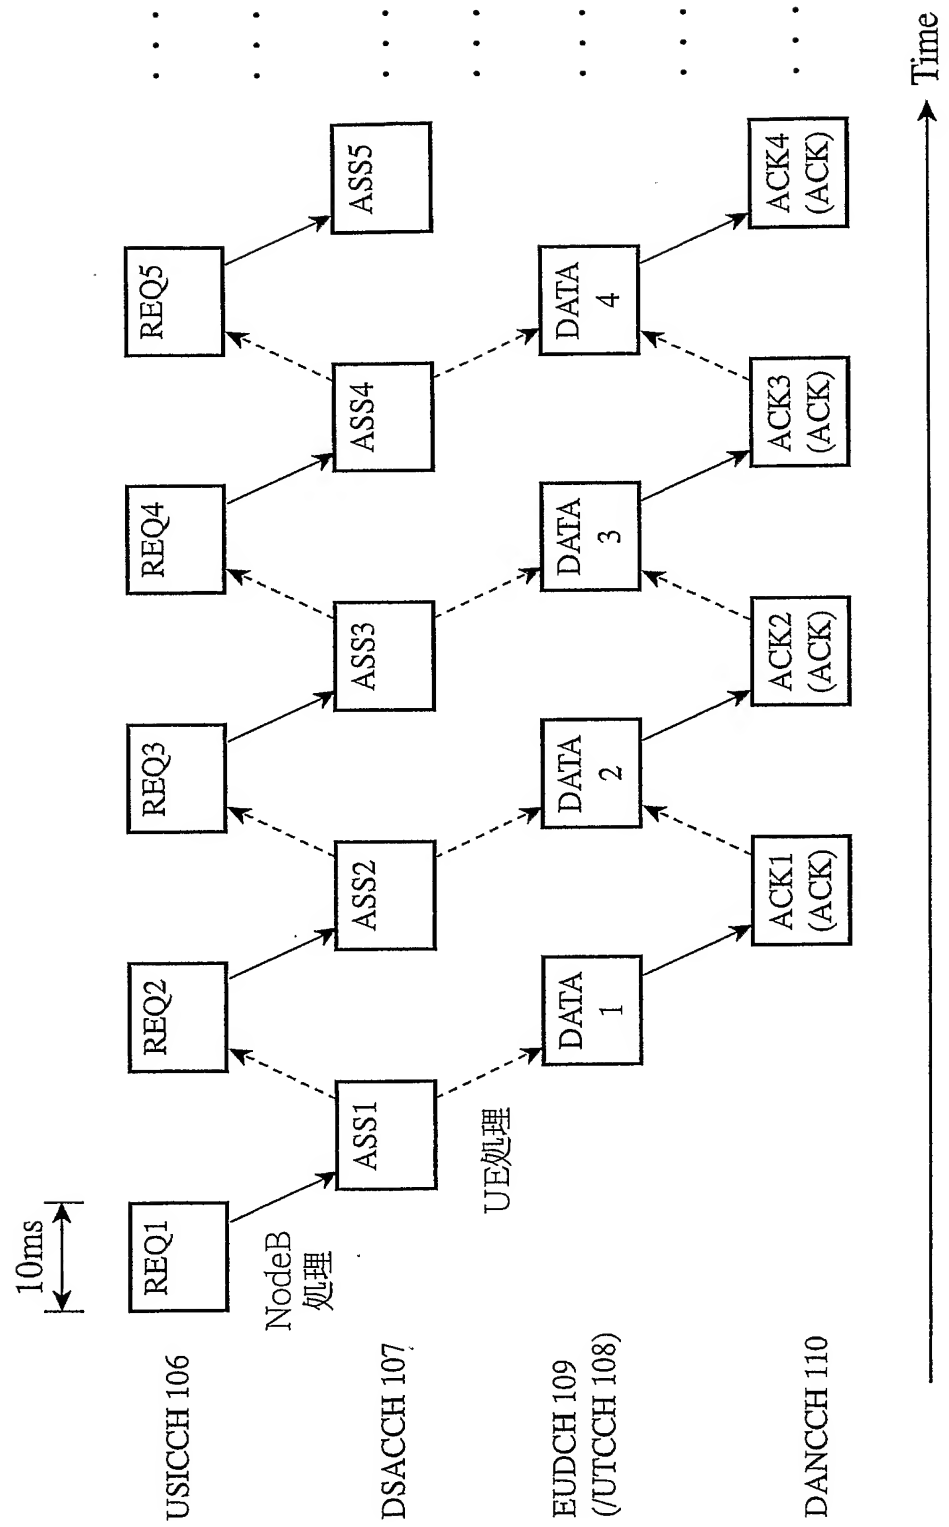 10ms
USICCH 106
REQ1
REQ2
REQ3
REQ4
REQ5
. . .
NodeB
処理
. . .
DSACCH 107
ASS1
ASS2
ASS3
ASS4
ASS5
. . .
UE処理
. . .
EUDCH 109
(/UTCCH 108)
DATA
1
DATA
2
DATA
3
DATA
4
. . .
. . .
DANCCH 110
ACK1
(ACK)
ACK2
(ACK)
ACK3
(ACK)
ACK4
(ACK)
. . .
Time